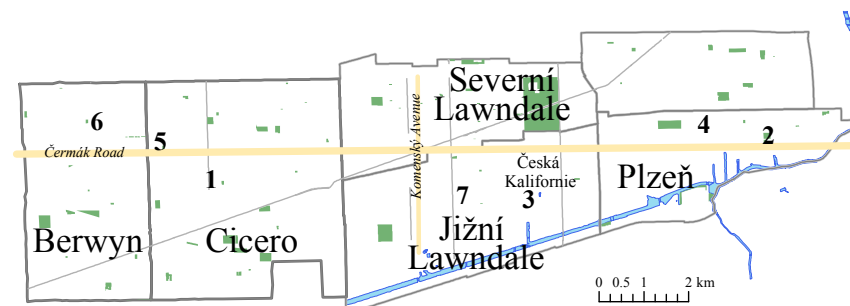 Severní
Lawndale
6
5
Čermák Road
1
Komenský Avenue
4
2
Česká
Kalifornie
7
3
Plzeň
Berwyn
Cicero
Jižní
Lawndale
0 0.5 1 2 km